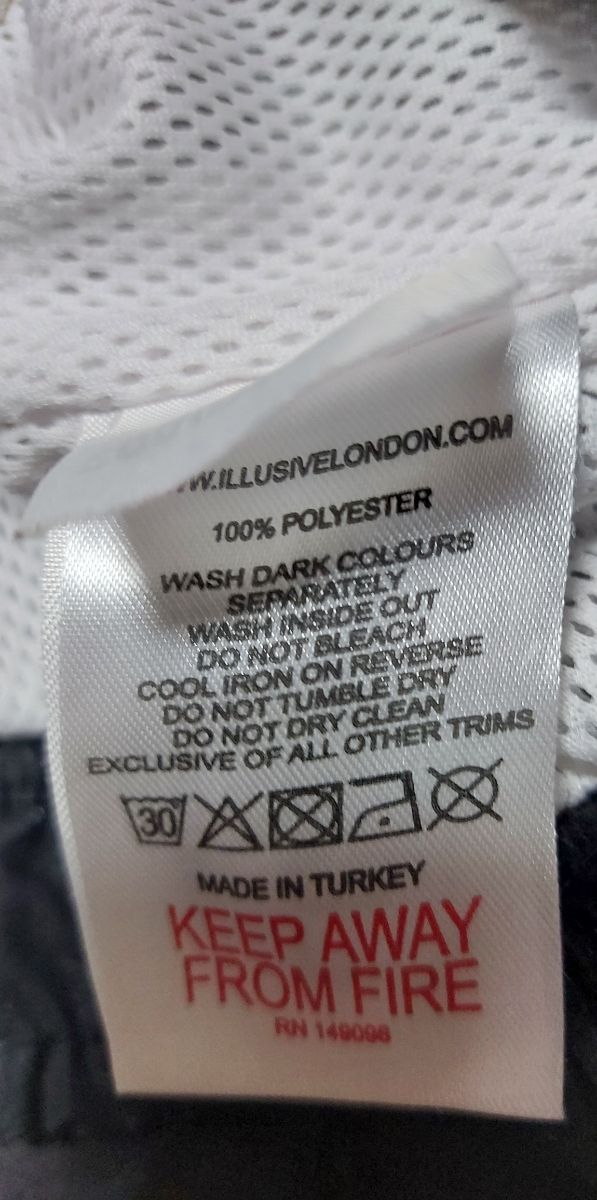 W.ILLUSIVELONDON.COM
100% POLYESTER
WASH DARK COLOURS
SEPARATELY
WASH INSIDE OUT
DO NOT BLEACH
COOL IRON ON REVERSE
DO NOT TUMBLE DRY
DO NOT DRY CLEAN
EXCLUSIVE OF ALL OTHER TRIMS
30
MADE IN TURKEY
KEEP AWAY
FROM FIRE
RN 149096